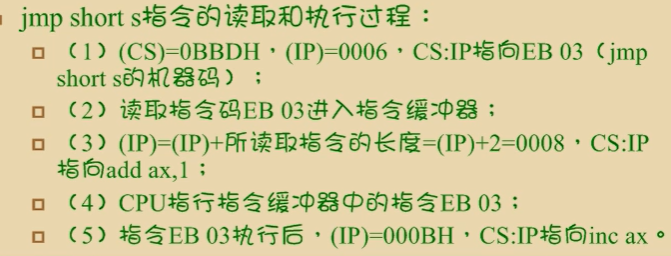 jmp short s指令的读取和执行过程：
（1）(CS)=0BBDH，(IP)=0006，CS:IP指向EB 03（jmp
short s的机器码）；
（2）读取指令码EB 03进入指令缓冲器；
（3）(IP)=(IP)+所读取指令的长度=(IP)+2=0008，CS:IP
指向add ax,1；
（4）CPU指行指令缓冲器中的指令EB 03；
（5）指令EB 03执行后，(IP)=000BH，CS:IP指向inc ax。